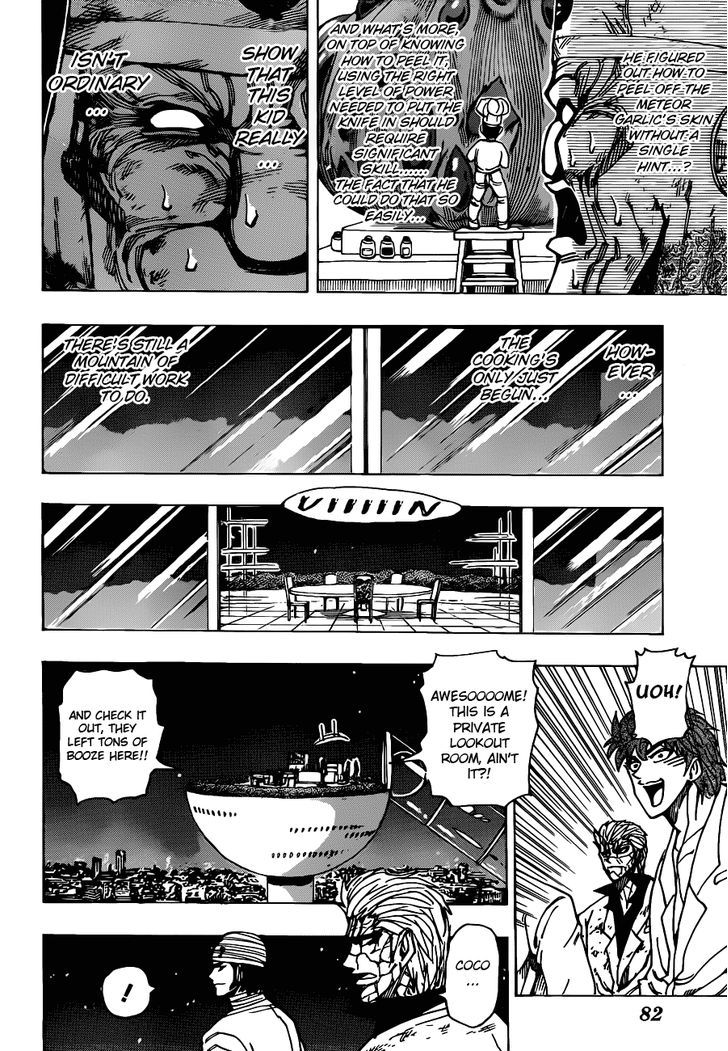 HE FIGURED
OUT HOW TO
PEEL OFF THE
METEOR
GARLIC'S SKIN
WITHOUT A
SINGLE
HINT...?
AND WHAT'S MORE,
ON TOP OF KNOWING
HOW TO PEEL IT,
USING THE RIGHT
LEVEL OF POWER
NEEDED TO PUT THE
KNIFE IN SHOULD
REQUIRE
SIGNIFICANT
SKILL......
THE FACT THAT HE
COULD DO THAT SO
EASILY...
SHOW
THAT
THIS
KID
REALLY
...
ISN'T
ORDINARY
...
HOW-
EVER
...
THE
COOKING'S
ONLY JUST
BEGUN...
THERE'S STILL A
MOUNTAIN OF
DIFFICULT WORK
TO DO.
VIIIIIN
UOH!
AWESOOOOME!
THIS IS A
PRIVATE
LOOKOUT
ROOM, AIN'T
IT?!
AND CHECK IT
OUT, THEY
LEFT TONS OF
BOOZE HERE!!
COCO
...
!
82